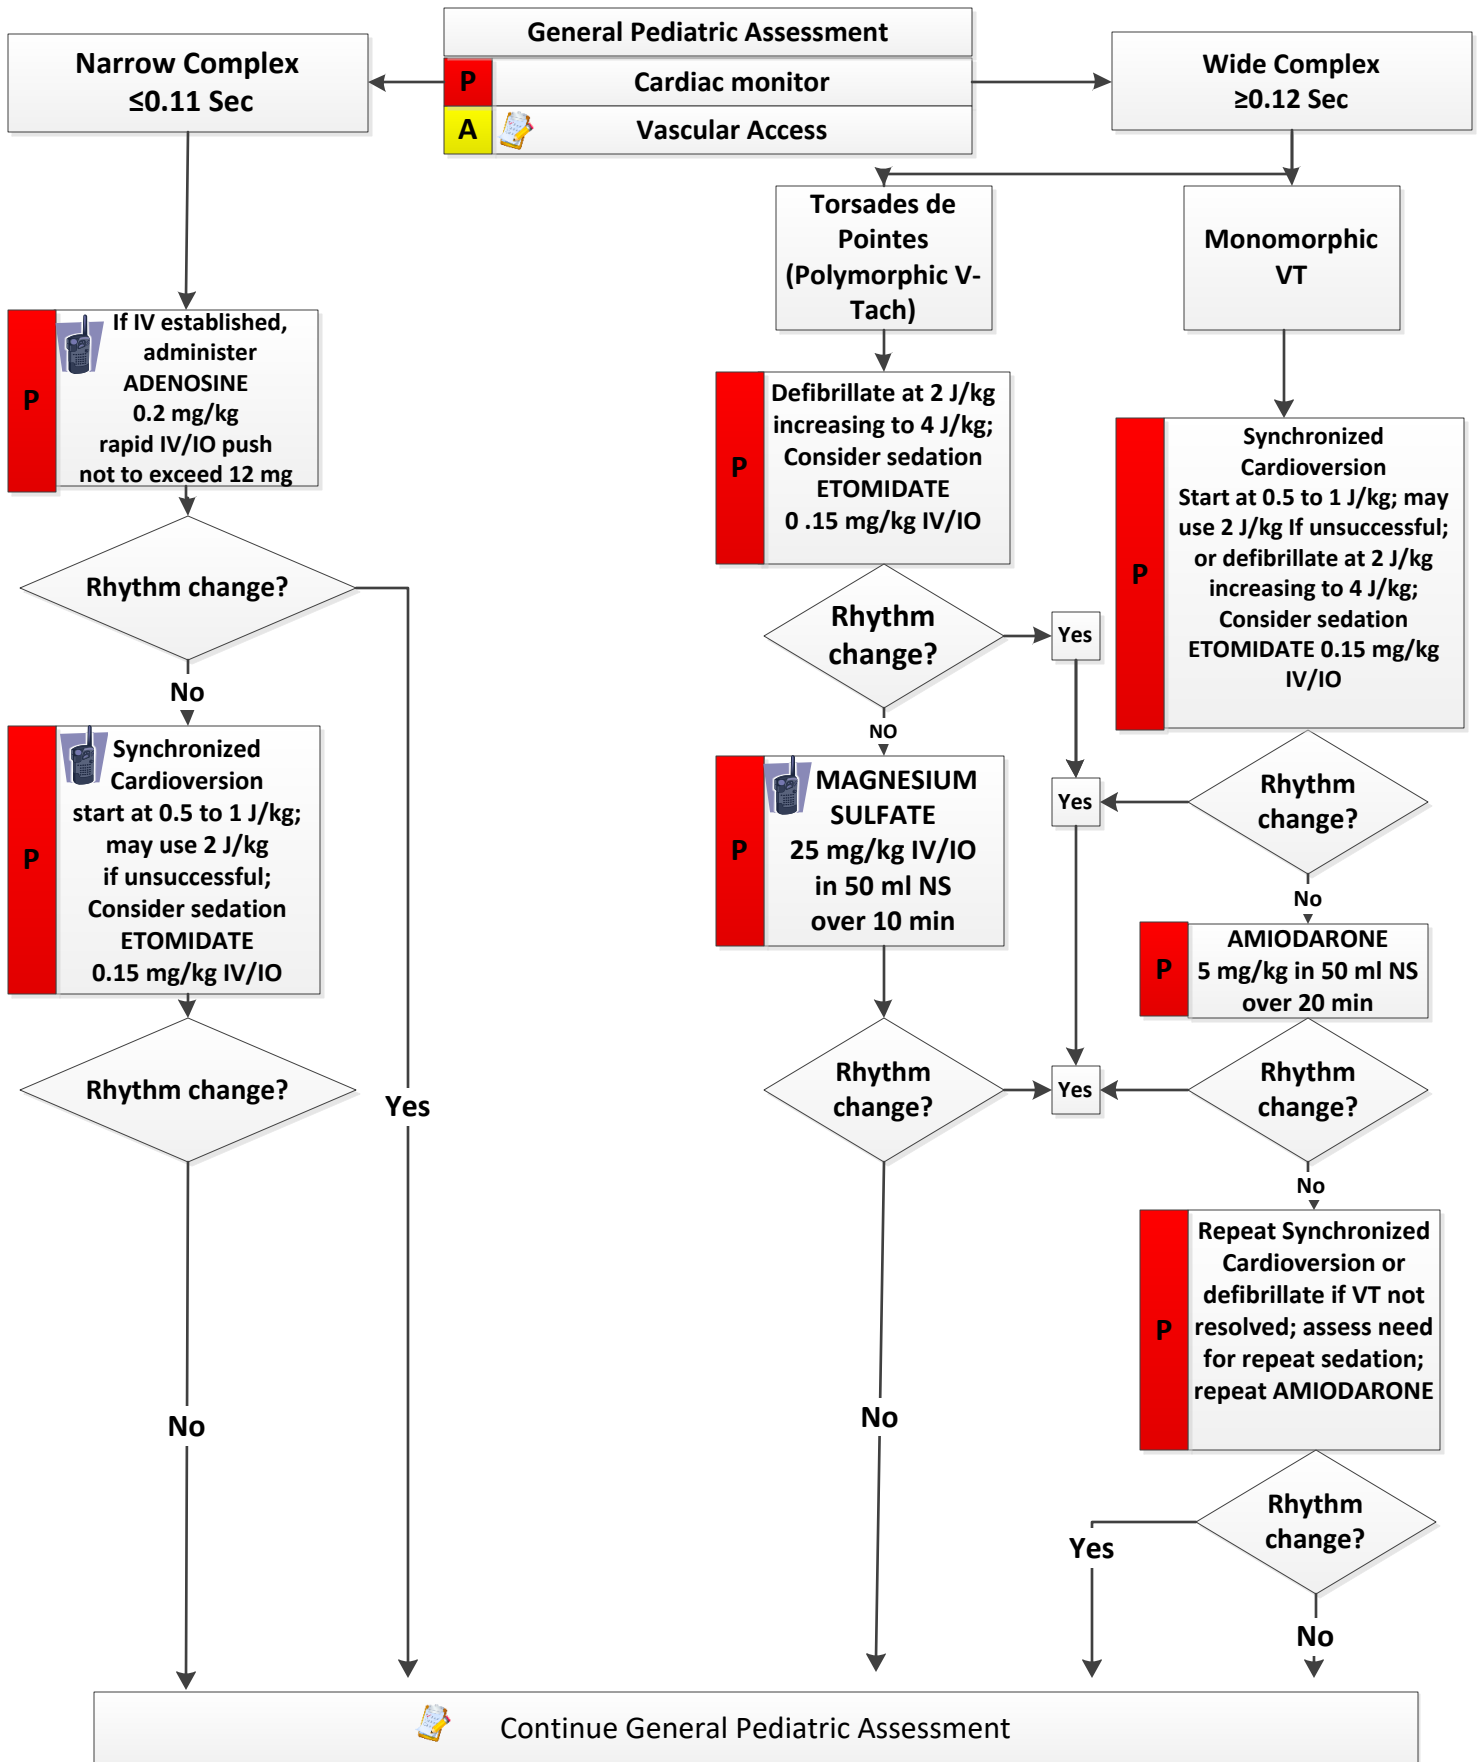 General Pediatric Assessment
P
Cardiac monitor
A
Vascular Access
Narrow Complex
≤0.11 Sec
Wide Complex
≥0.12 Sec
P
If IV established,
administer
ADENOSINE
0.2 mg/kg
rapid IV/IO push
not to exceed 12 mg
Rhythm change?
No
P
Synchronized
Cardioversion
start at 0.5 to 1 J/kg;
may use 2 J/kg
if unsuccessful;
Consider sedation
ETOMIDATE
0.15 mg/kg IV/IO
Rhythm change?
Yes
No
Torsades de
Pointes
(Polymorphic V-
Tach)
P
Defibrillate at 2 J/kg
increasing to 4 J/kg;
Consider sedation
ETOMIDATE
0 .15 mg/kg IV/IO
Rhythm
change?
Yes
NO
P
MAGNESIUM
SULFATE
25 mg/kg IV/IO
in 50 ml NS
over 10 min
Rhythm
change?
Yes
No
Monomorphic
VT
P
Synchronized
Cardioversion
Start at 0.5 to 1 J/kg; may
use 2 J/kg If unsuccessful;
or defibrillate at 2 J/kg
increasing to 4 J/kg;
Consider sedation
ETOMIDATE 0.15 mg/kg
IV/IO
Rhythm
change?
Yes
No
P
AMIODARONE
5 mg/kg in 50 ml NS
over 20 min
Rhythm
change?
No
P
Repeat Synchronized
Cardioversion or
defibrillate if VT not
resolved; assess need
for repeat sedation;
repeat AMIODARONE
Rhythm
change?
Yes
No
Continue General Pediatric Assessment